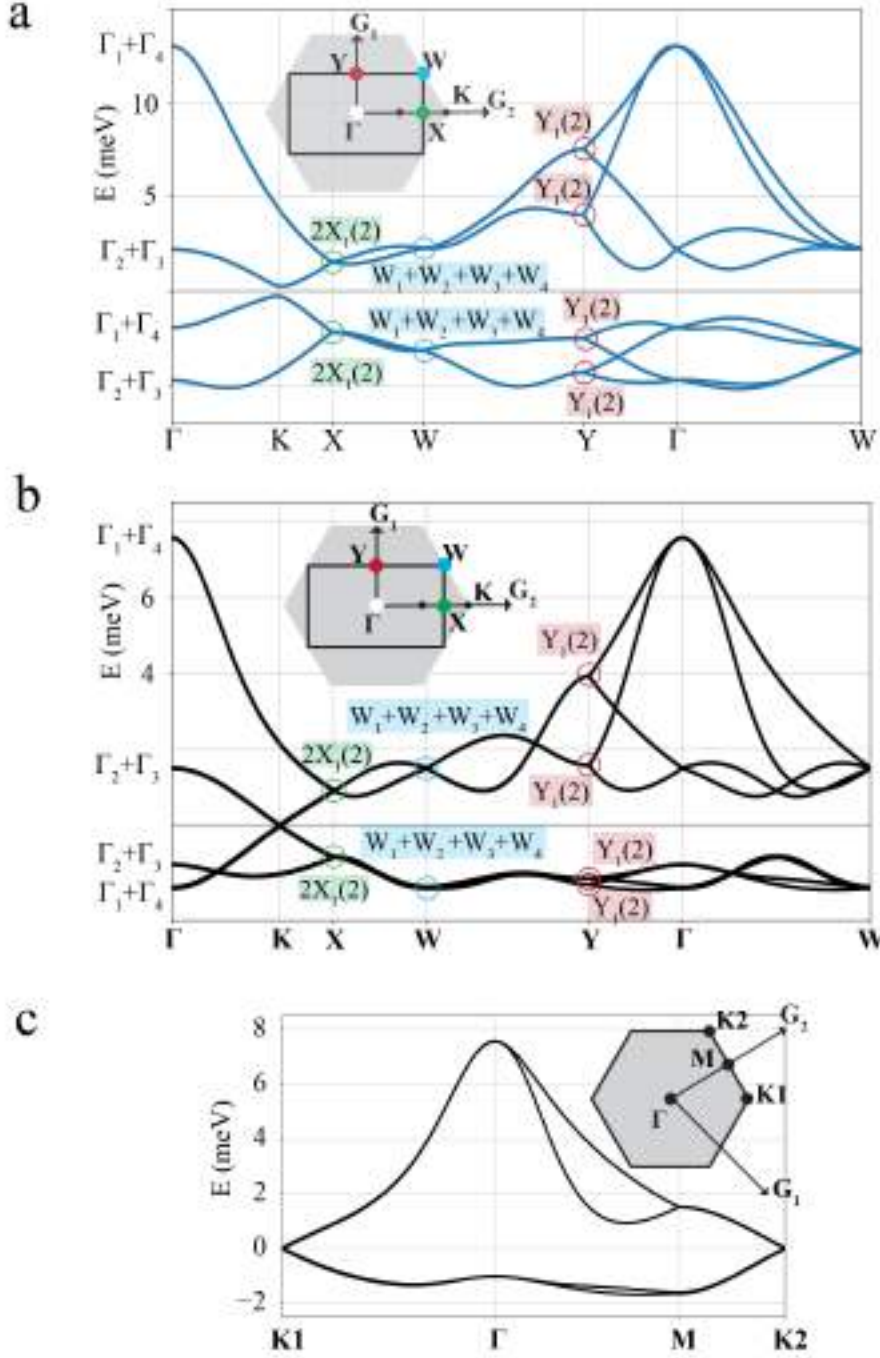 a
Γ₁+Γ₄
10
E (meV)
5
Γ₂+Γ₃
Γ₁+Γ₄
Γ₂+Γ₃
G₁
Y
W
K
G₂
Γ
X
2X₁(2)
W₁+W₂+W₃+W₄
W₁+W₂+W₃+W₄
2X₁(2)
Y₁(2)
Y₁(2)
Y₁(2)
Y₁(2)
Γ K X W Y Γ W
b
Γ₁+Γ₄
6
E (meV)
4
Γ₂+Γ₃
Γ₂+Γ₃
Γ₁+Γ₄
G₁
Y
W
K
G₂
Γ
X
Y₁(2)
W₁+W₂+W₃+W₄
2X₁(2)
Y₁(2)
W₁+W₂+W₃+W₄
Y₁(2)
2X₁(2)
Y₁(2)
Γ K X W Y Γ W
c
8
6
4
2
0
−2
E (meV)
K2
G₂
M
K1
Γ
G₁
K1 Γ M K2